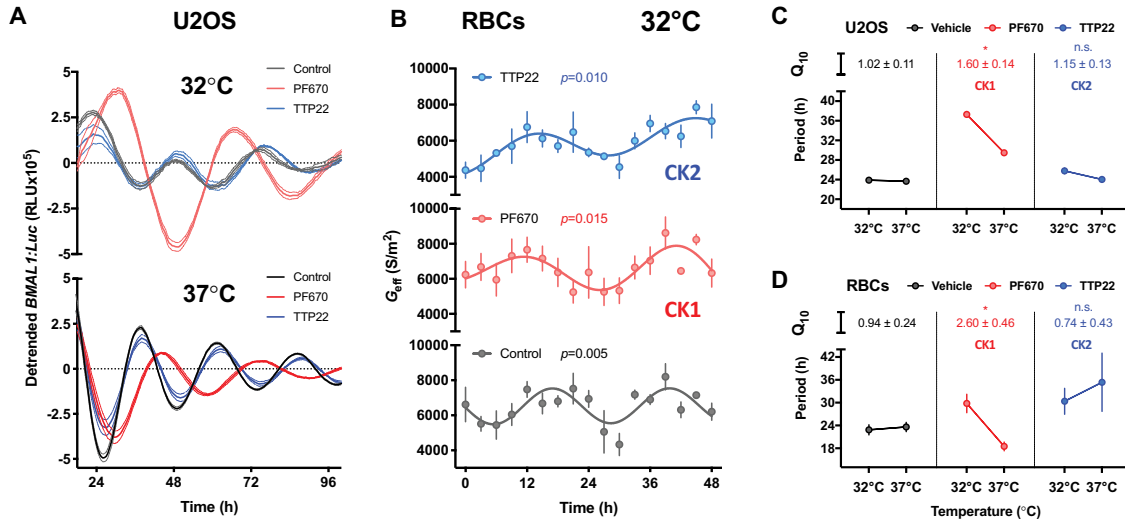 A
U2OS
32°C
Control
PF670
TTP22
5
2.5
0
-2.5
5
37°C
Control
PF670
TTP22
2.5
0
-2.5
-5
24
48
72
96
Time (h)
Detrended BMAL1:Luc (RLUx10⁵)
B
RBCs
32°C
TTP22
p=0.010
10000
8000
6000
4000
CK2
PF670
p=0.015
10000
8000
6000
4000
CK1
Control
p=0.005
10000
8000
6000
4000
0
12
24
36
48
Time (h)
Geff (S/m²)
C
U2OS
Vehicle
PF670
TTP22
Q10
1.02 ± 0.11
*
1.60 ± 0.14
CK1
n.s.
1.15 ± 0.13
CK2
Period (h)
40
36
32
28
24
20
32°C 37°C
32°C 37°C
32°C 37°C
D
RBCs
Vehicle
PF670
TTP22
Q10
0.94 ± 0.24
*
2.60 ± 0.46
CK1
n.s.
0.74 ± 0.43
CK2
Period (h)
42
36
30
24
18
32°C 37°C
32°C 37°C
32°C 37°C
Temperature (°C)